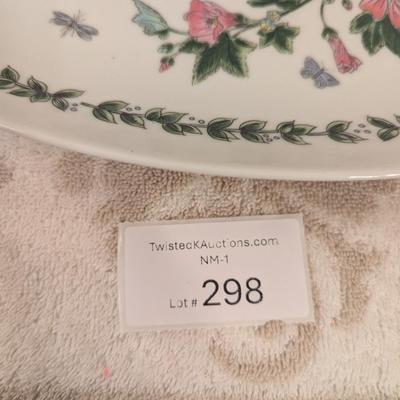 TwistedKAuctions.com
NM-1
Lot # 298